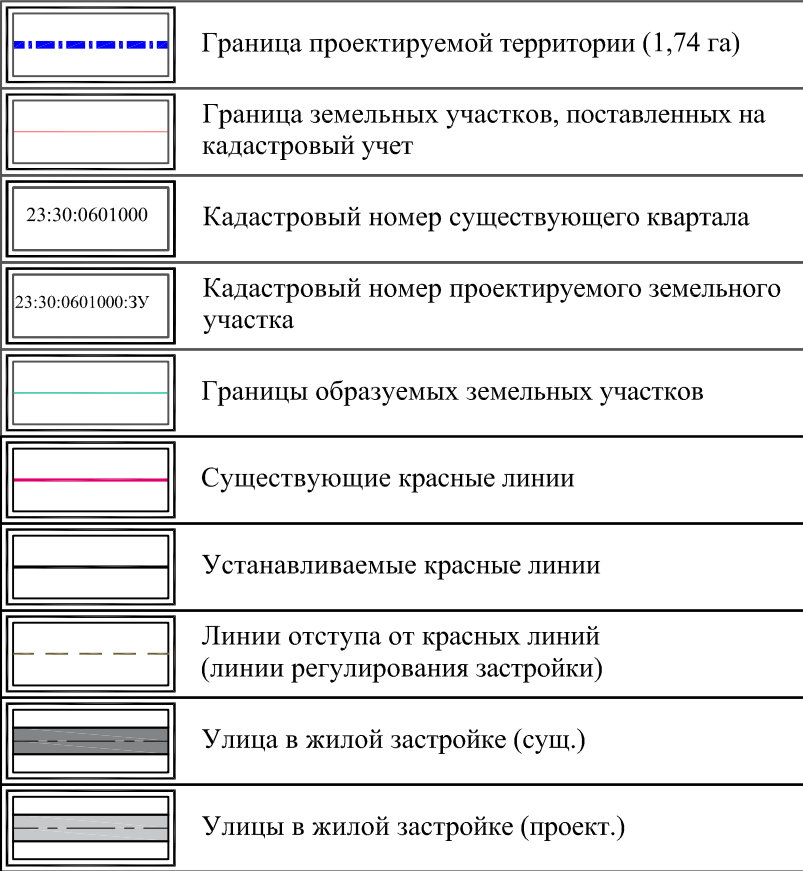 Граница проектируемой территории (1,74 га)
Граница земельных участков, поставленных на
кадастровый учет
23:30:0601000
Кадастровый номер существующего квартала
23:30:0601000:ЗУ
Кадастровый номер проектируемого земельного
участка
Границы образуемых земельных участков
Существующие красные линии
Устанавливаемые красные линии
Линии отступа от красных линий
(линии регулирования застройки)
Улица в жилой застройке (сущ.)
Улицы в жилой застройке (проект.)